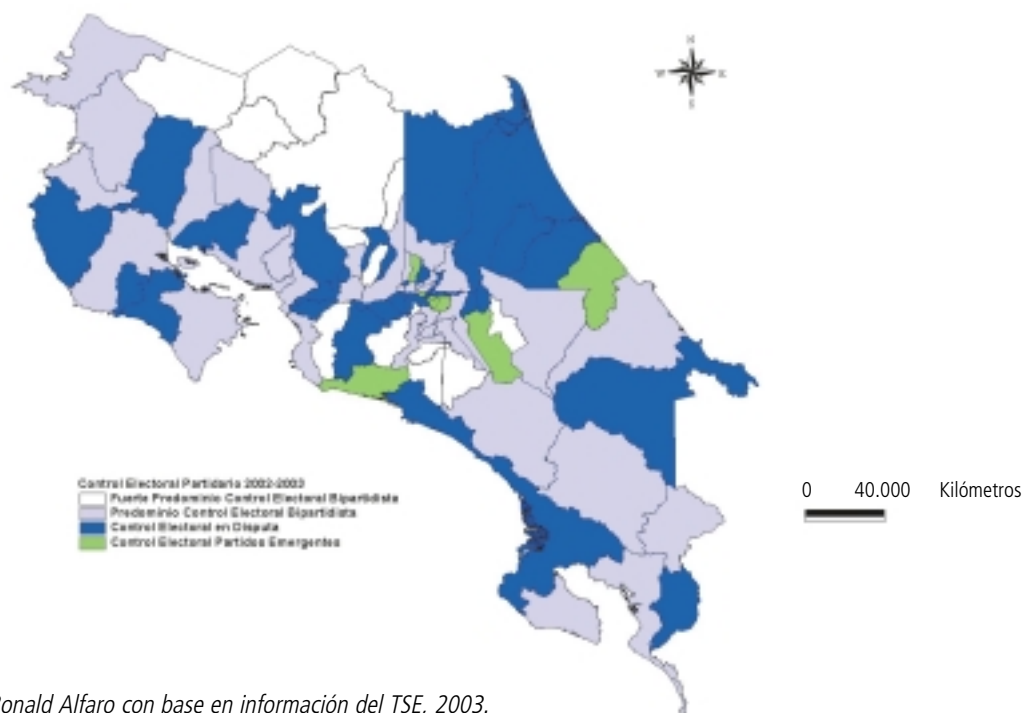 N
W E
S
Control Electoral Partidario 2002-2003
Fuerte Predominio Control Electoral Bipartidista
Predominio Control Electoral Bipartidista
Control Electoral en Disputa
Control Electoral Partidos Emergentes
0 40.000 Kilómetros
onald Alfaro con base en información del TSE, 2003.